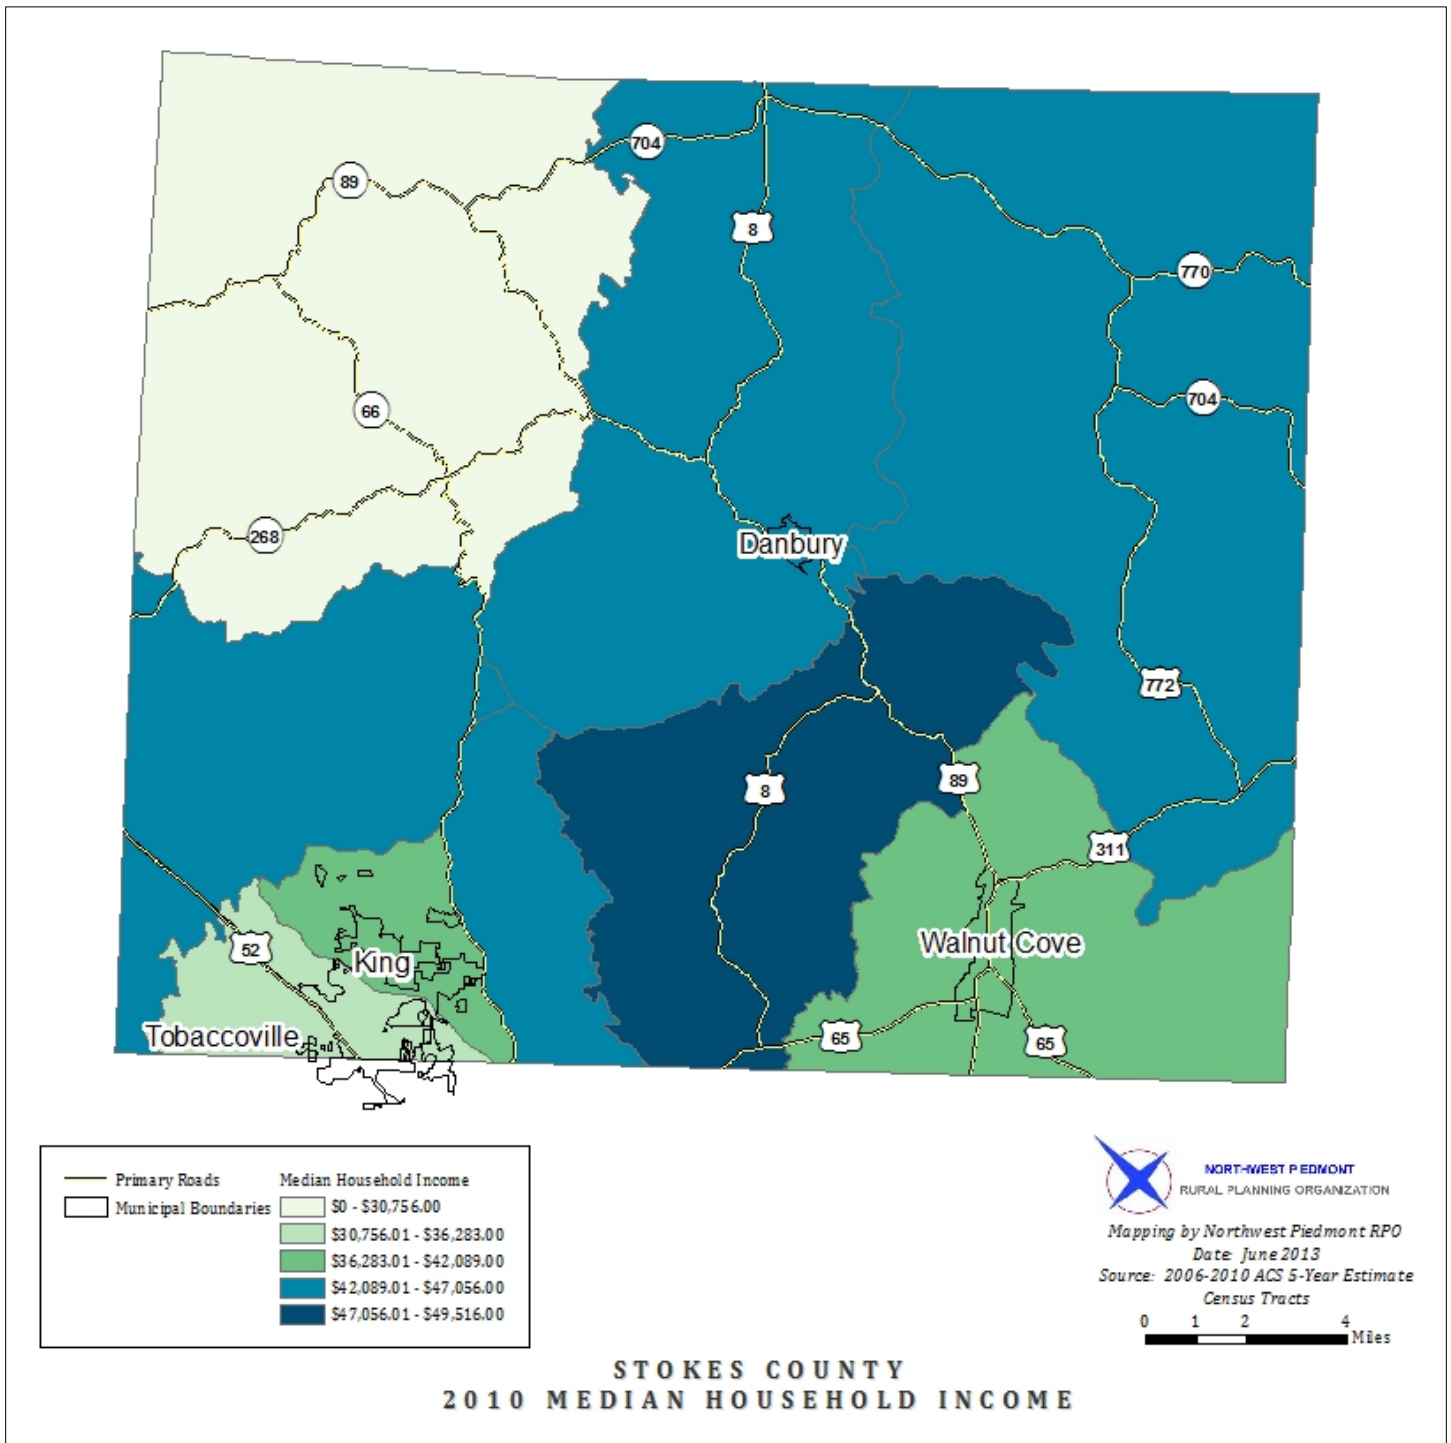 704
89
8
770
66
704
268
Danbury
772
8
89
311
52
King
Walnut Cove
Tobaccoville
65
65
Primary Roads
Municipal Boundaries
Median Household Income
$0 - $30,756.00
$30,756.01 - $36,283.00
$36,283.01 - $42,089.00
$42,089.01 - $47,056.00
$47,056.01 - $49,516.00
NORTHWEST PIEDMONT
RURAL PLANNING ORGANIZATION
Mapping by Northwest Piedmont RPO
Date: June 2013
Source: 2006-2010 ACS 5-Year Estimate
Census Tracts
0 1 2 4
Miles
STOKES COUNTY
2010 MEDIAN HOUSEHOLD INCOME